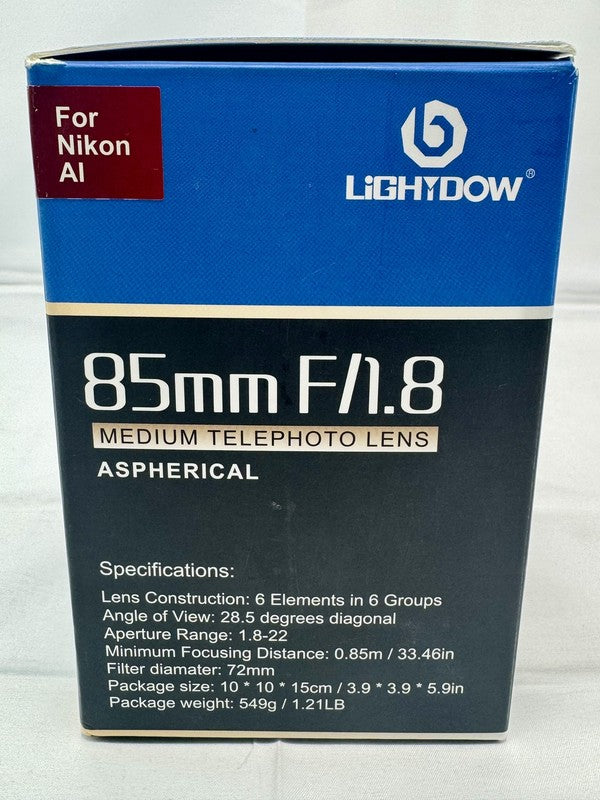 For
Nikon
AI
LiGHTDOW®
85mm F/1.8
MEDIUM TELEPHOTO LENS
ASPHERICAL
Specifications:
Lens Construction: 6 Elements in 6 Groups
Angle of View: 28.5 degrees diagonal
Aperture Range: 1.8-22
Minimum Focusing Distance: 0.85m / 33.46in
Filter diamater: 72mm
Package size: 10 * 10 * 15cm / 3.9 * 3.9 * 5.9in
Package weight: 549g / 1.21LB